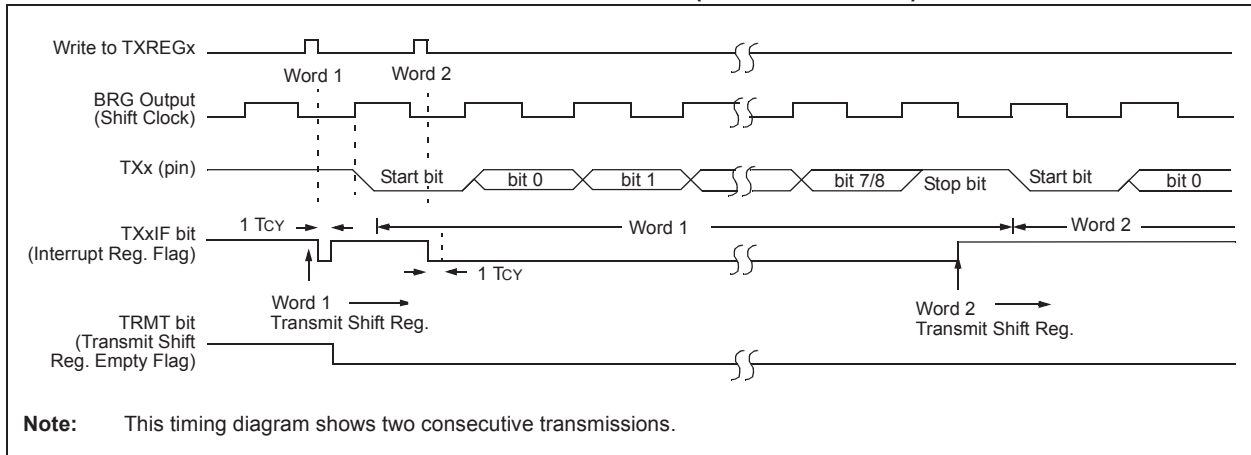 Write to TXREGx
Word 1 Word 2
BRG Output
(Shift Clock)
TXx (pin)
Start bit bit 0 bit 1 bit 7/8 Stop bit Start bit bit 0
1 TCY
TXxIF bit
(Interrupt Reg. Flag)
Word 1 Word 2
1 TCY
Word 1
Transmit Shift Reg.
Word 2
Transmit Shift Reg.
TRMT bit
(Transmit Shift
Reg. Empty Flag)
Note: This timing diagram shows two consecutive transmissions.